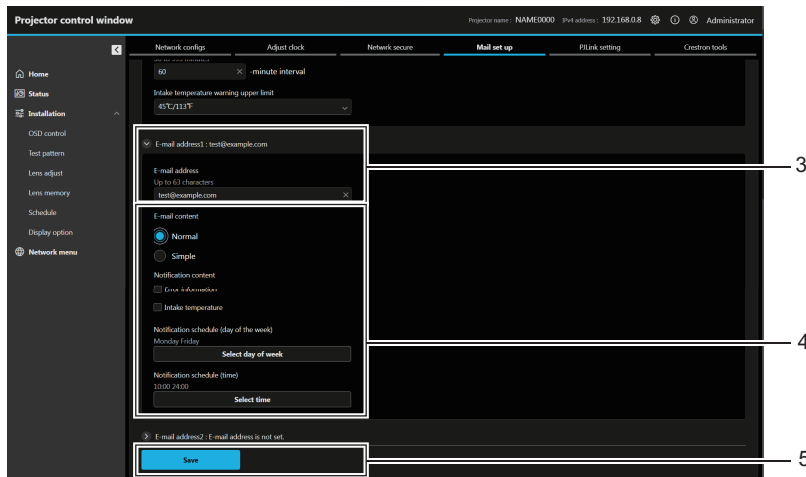 Projector control window
Projector name : NAME0000 IPv4 address : 192.168.0.8 Administrator
Network configs Adjust clock Network secure Mail set up PJLink setting Crestron tools
Home
Status
Installation
OSD control
Test pattern
Lens adjust
Lens memory
Schedule
Display option
Network menu
60 -minute interval
Intake temperature warning upper limit
45℃/113℉
E-mail address1 : test@example.com
E-mail address
Up to 63 characters
test@example.com
3
E-mail content
Normal
Simple
Notification content
Error information
Intake temperature
Notification schedule (day of the week)
Monday Friday
Select day of week
4
Notification schedule (time)
10:00 24:00
Select time
E-mail address2 : E-mail address is not set.
Save
5